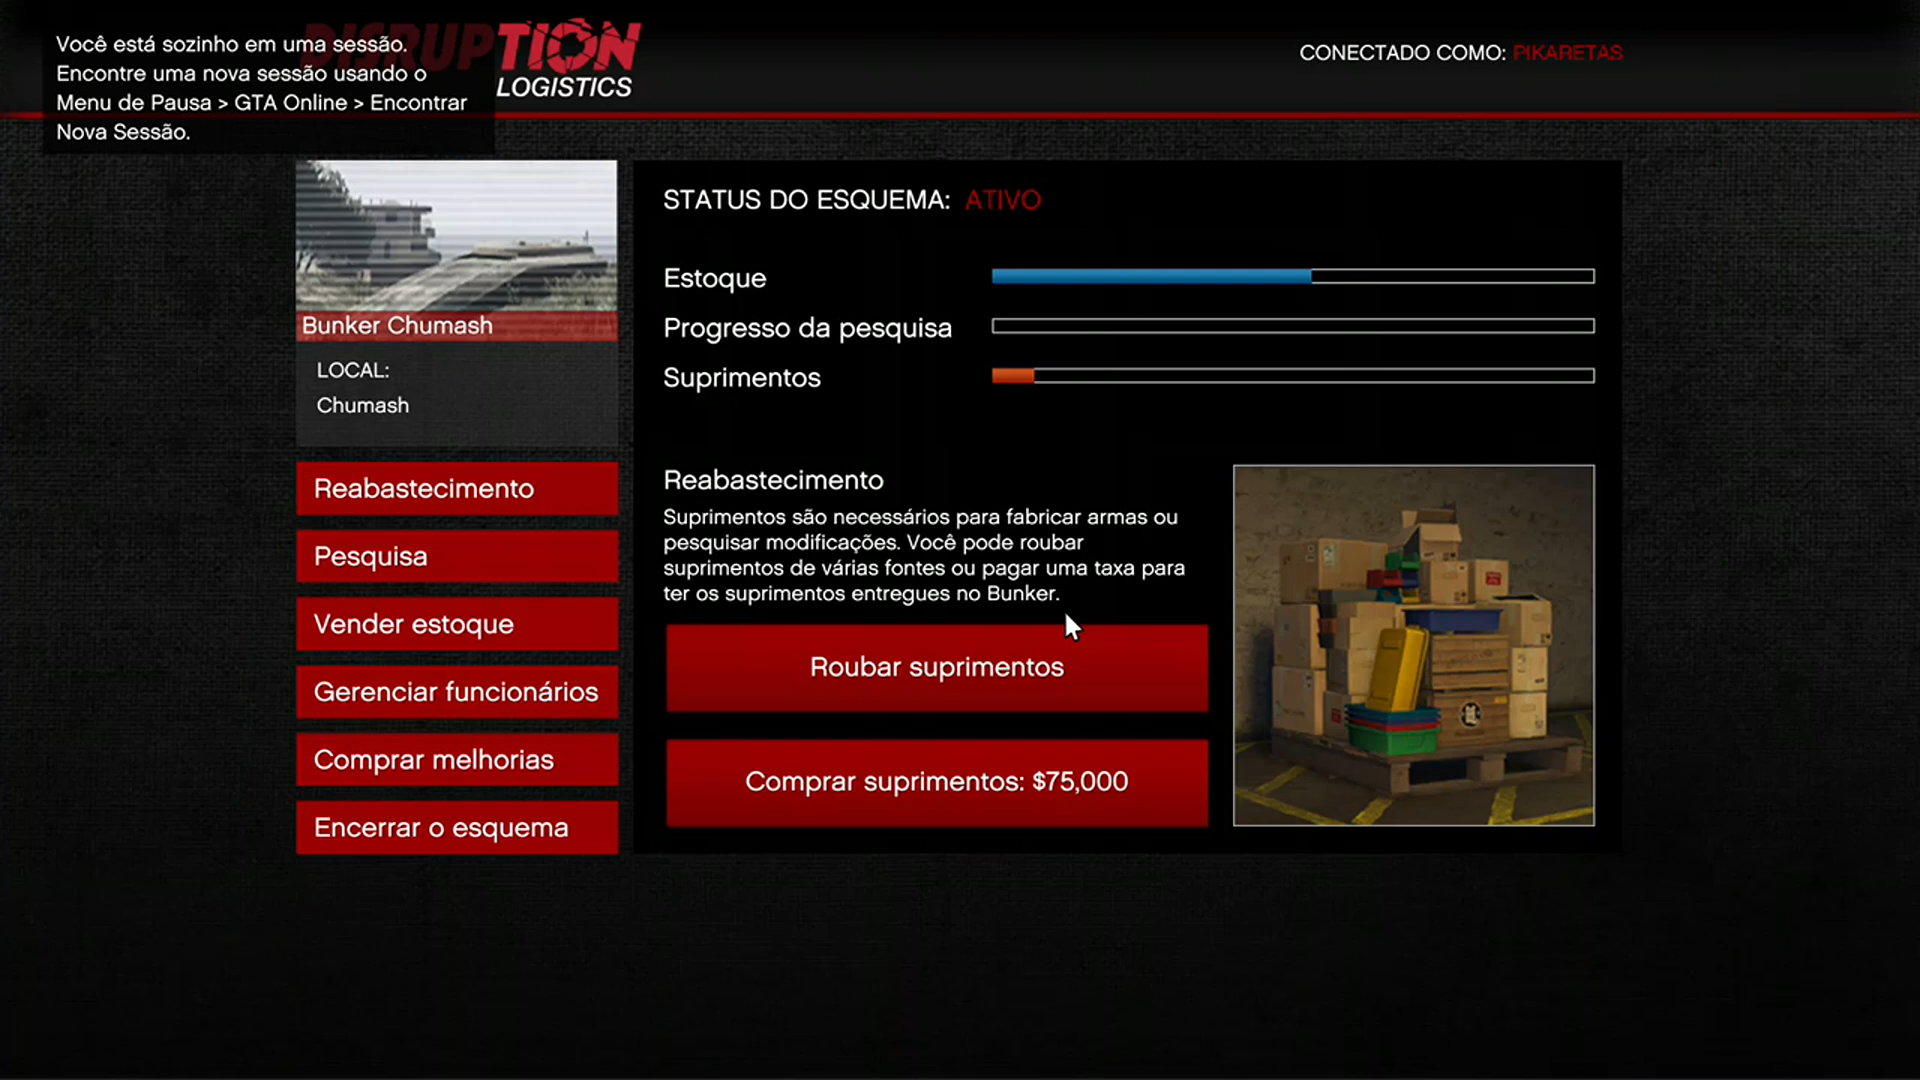 Você está sozinho em uma sessão.
Encontre uma nova sessão usando o
Menu de Pausa > GTA Online > Encontrar
Nova Sessão.
DISRUPTION
LOGISTICS
CONECTADO COMO: PIKARETAS
Bunker Chumash
LOCAL:
Chumash
Reabastecimento
Pesquisa
Vender estoque
Gerenciar funcionários
Comprar melhorias
Encerrar o esquema
STATUS DO ESQUEMA: ATIVO
Estoque
Progresso da pesquisa
Suprimentos
Reabastecimento
Suprimentos são necessários para fabricar armas ou
pesquisar modificações. Você pode roubar
suprimentos de várias fontes ou pagar uma taxa para
ter os suprimentos entregues no Bunker.
Roubar suprimentos
Comprar suprimentos: $75,000